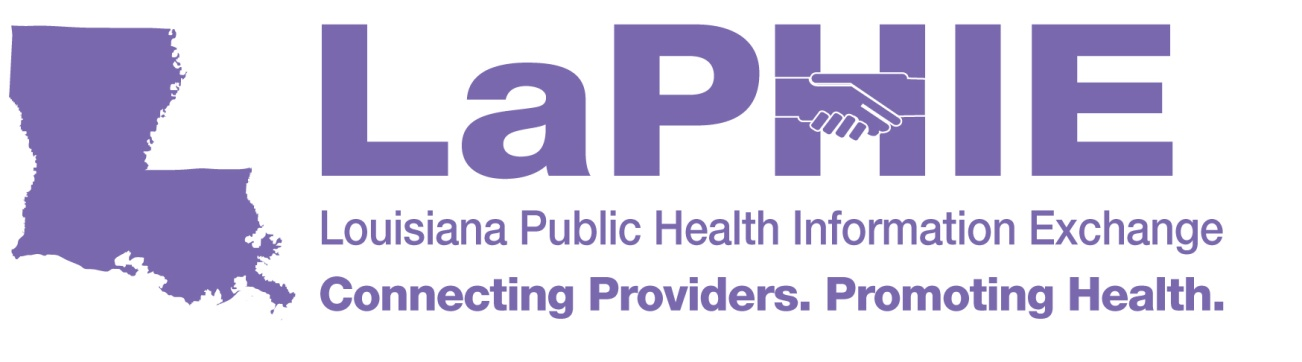 LaPHIE
Louisiana Public Health Information Exchange
Connecting Providers. Promoting Health.